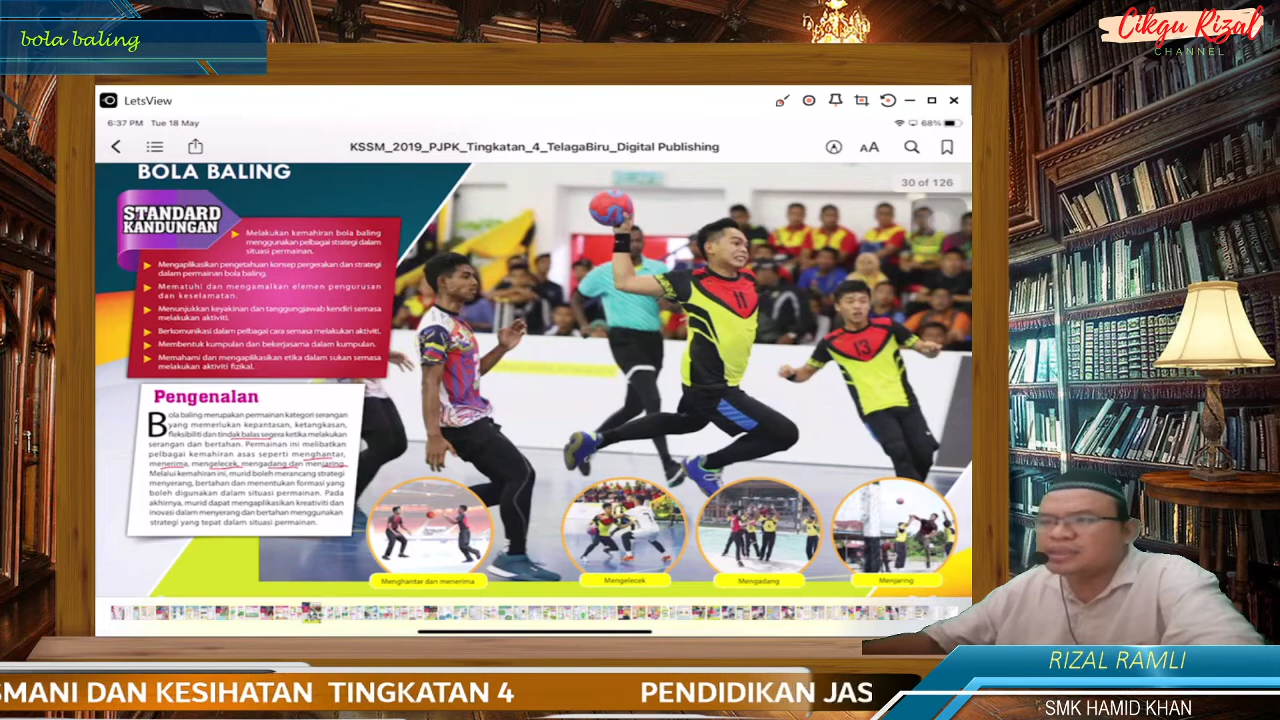 bola baling
Cikgu Rizal
CHANNEL
LetsView
6:37 PM Tue 18 May
68%
KSSM_2019_PJPK_Tingkatan_4_TelagaBiru_Digital Publishing
AA
BOLA BALING
30 of 126
STANDARD
KANDUNGAN
Melakukan kemahiran bola baling
menggunakan pelbagai strategi dalam
situasi permainan.
Mengaplikasikan pengetahuan konsep pergerakan dan strategi
dalam permainan bola baling.
Mematuhi dan mengamalkan elemen pengurusan
dan keselamatan.
Menunjukkan keyakinan dan tanggungjawab kendiri semasa
melakukan aktiviti.
Berkomunikasi dalam pelbagai cara semasa melakukan aktiviti.
Membentuk kumpulan dan bekerjasama dalam kumpulan.
Memahami dan mengaplikasikan etika dalam sukan semasa
melakukan aktiviti fizikal.
Pengenalan
Bola baling merupakan permainan kategori serangan
yang memerlukan kepantasan, ketangkasan,
fleksibiliti dan tindak balas segera ketika melakukan
serangan dan bertahan. Permainan ini melibatkan
pelbagai kemahiran asas seperti menghantar,
menerima, mengelecek, mengadang dan menjaring.
Melalui kemahiran ini, murid boleh merancang strategi
menyerang, bertahan dan menentukan formasi yang
boleh digunakan dalam situasi permainan. Pada
akhirnya, murid dapat mengaplikasikan kreativiti dan
inovasi dalam menyerang dan bertahan menggunakan
strategi yang tepat dalam situasi permainan.
11
13
Menghantar dan menerima
Mengelecek
Mengadang
Menjaring
RIZAL RAMLI
SMANI DAN KESIHATAN TINGKATAN 4 PENDIDIKAN JAS
SMK HAMID KHAN